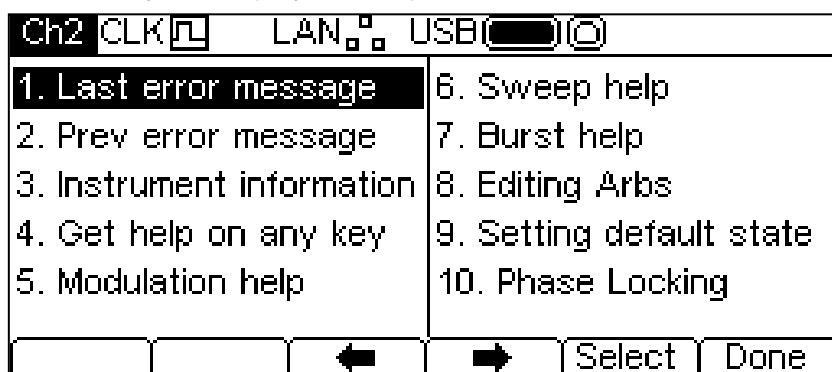 Ch2 CLK LAN USB
1. Last error message
2. Prev error message
3. Instrument information
4. Get help on any key
5. Modulation help
6. Sweep help
7. Burst help
8. Editing Arbs
9. Setting default state
10. Phase Locking
Select Done